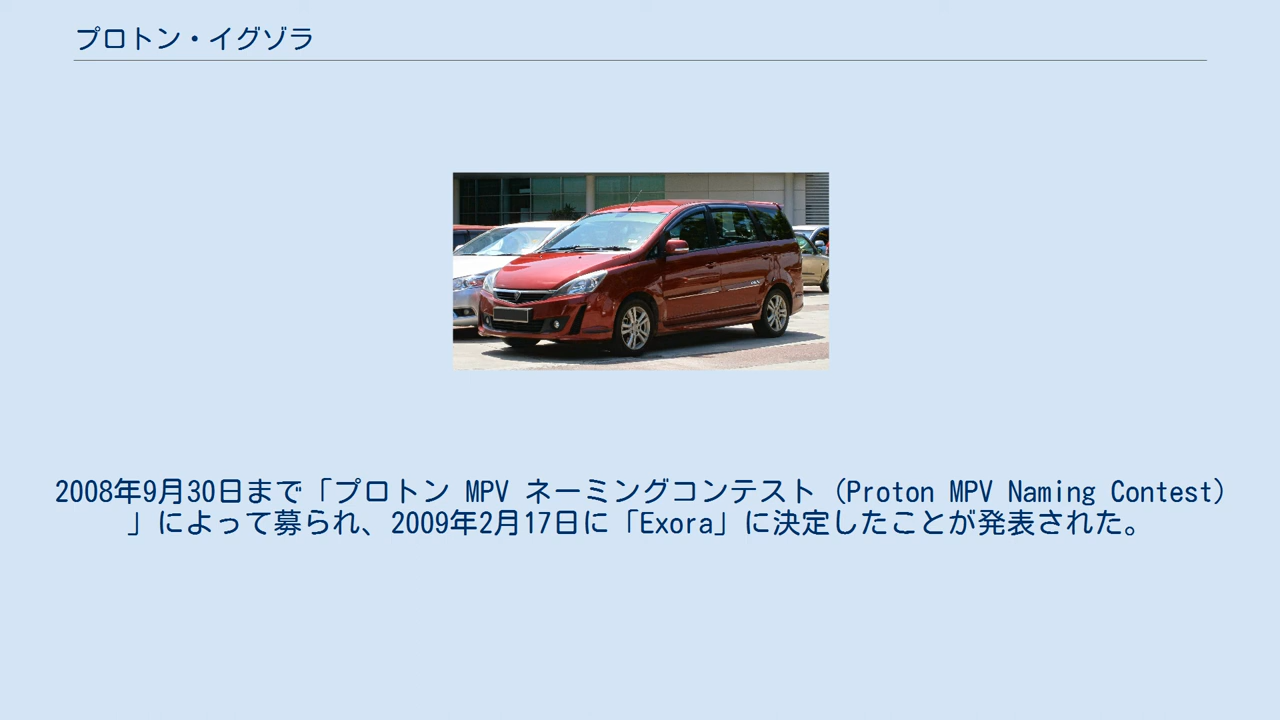 プロトン・イグゾラ
2008年9月30日まで「プロトン MPV ネーミングコンテスト（Proton MPV Naming Contest）
」によって募られ、2009年2月17日に「Exora」に決定したことが発表された。